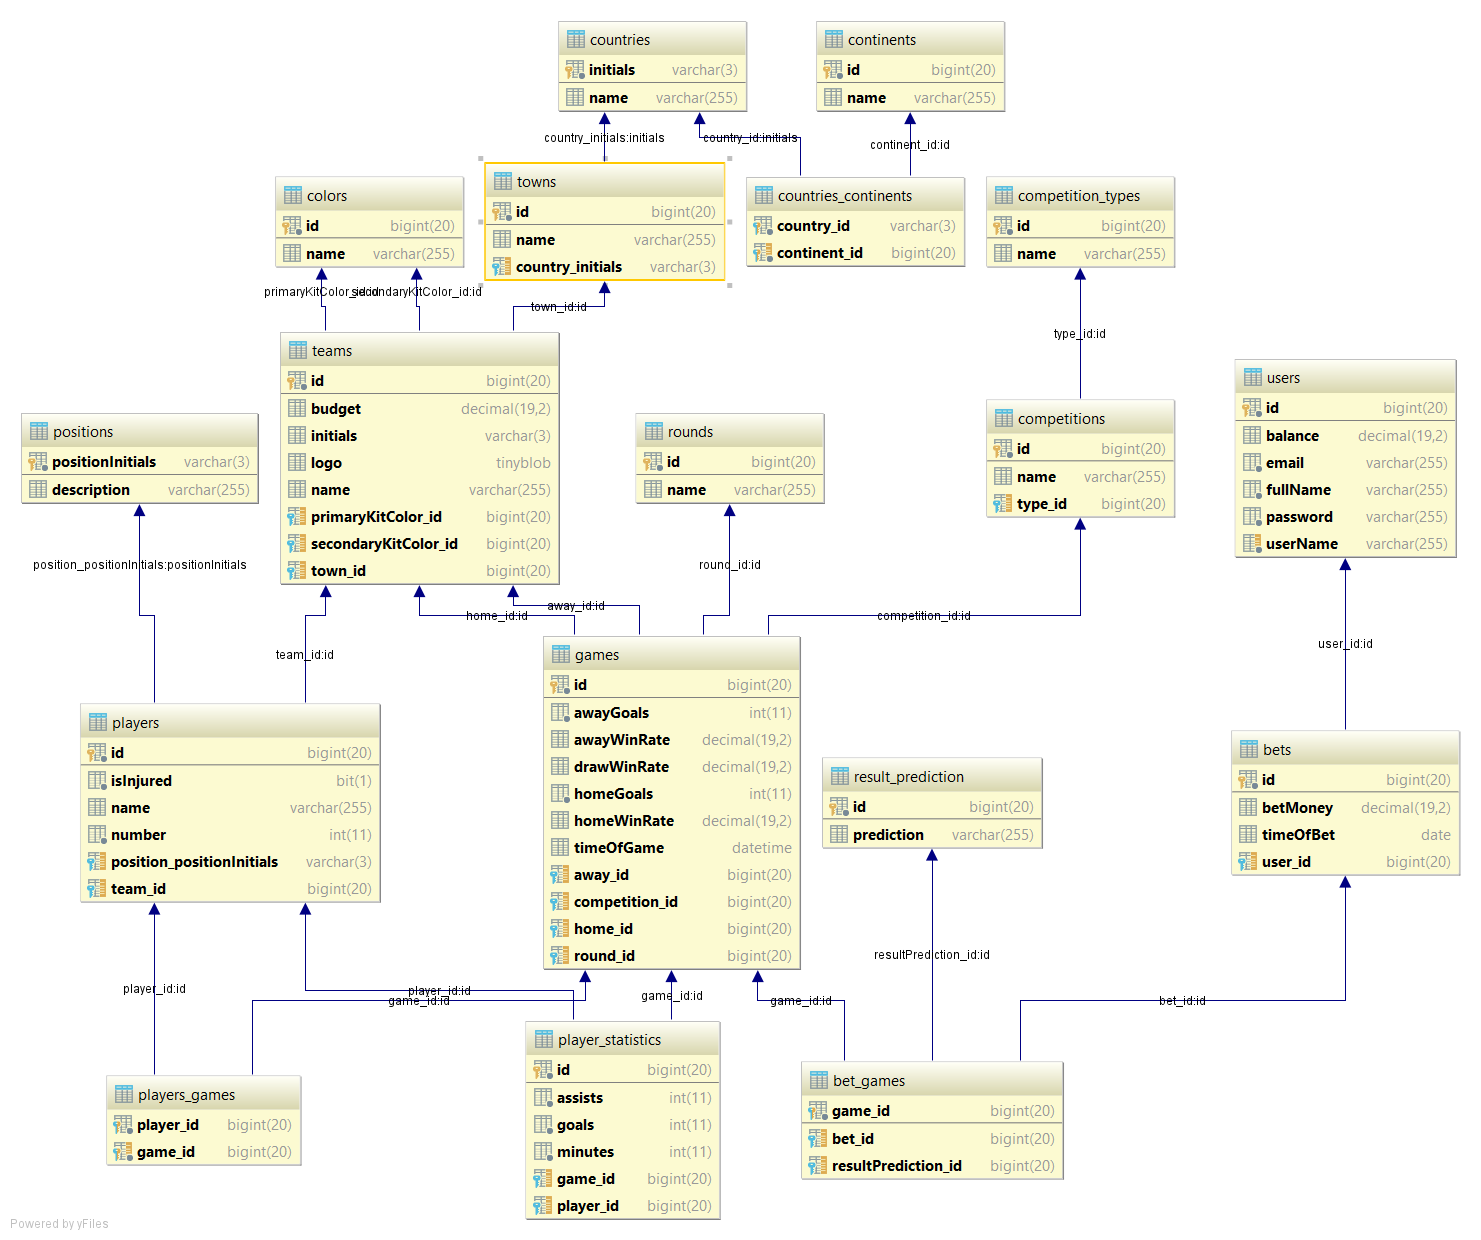 countries
initials varchar(3)
name varchar(255)
continents
id bigint(20)
name varchar(255)
country_initials:initials
country_id:initials
continent_id:id
colors
id bigint(20)
name varchar(255)
towns
id bigint(20)
name varchar(255)
country_initials varchar(3)
countries_continents
country_id varchar(3)
continent_id bigint(20)
competition_types
id bigint(20)
name varchar(255)
primaryKitColor_id:id
secondaryKitColor_id:id
town_id:id
type_id:id
teams
id bigint(20)
budget decimal(19,2)
initials varchar(3)
logo tinyblob
name varchar(255)
primaryKitColor_id bigint(20)
secondaryKitColor_id bigint(20)
town_id bigint(20)
positions
positionInitials varchar(3)
description varchar(255)
rounds
id bigint(20)
name varchar(255)
competitions
id bigint(20)
name varchar(255)
type_id bigint(20)
users
id bigint(20)
balance decimal(19,2)
email varchar(255)
fullName varchar(255)
password varchar(255)
userName varchar(255)
position_positionInitials:positionInitials
team_id:id
home_id:id
away_id:id
round_id:id
competition_id:id
user_id:id
games
id bigint(20)
awayGoals int(11)
awayWinRate decimal(19,2)
drawWinRate decimal(19,2)
homeGoals int(11)
homeWinRate decimal(19,2)
timeOfGame datetime
away_id bigint(20)
competition_id bigint(20)
home_id bigint(20)
round_id bigint(20)
players
id bigint(20)
isInjured bit(1)
name varchar(255)
number int(11)
position_positionInitials varchar(3)
team_id bigint(20)
result_prediction
id bigint(20)
prediction varchar(255)
bets
id bigint(20)
betMoney decimal(19,2)
timeOfBet date
user_id bigint(20)
player_id:id
game_id:id
player_id:id
game_id:id
game_id:id
resultPrediction_id:id
bet_id:id
players_games
player_id bigint(20)
game_id bigint(20)
player_statistics
id bigint(20)
assists int(11)
goals int(11)
minutes int(11)
game_id bigint(20)
player_id bigint(20)
bet_games
game_id bigint(20)
bet_id bigint(20)
resultPrediction_id bigint(20)
Powered by yFiles